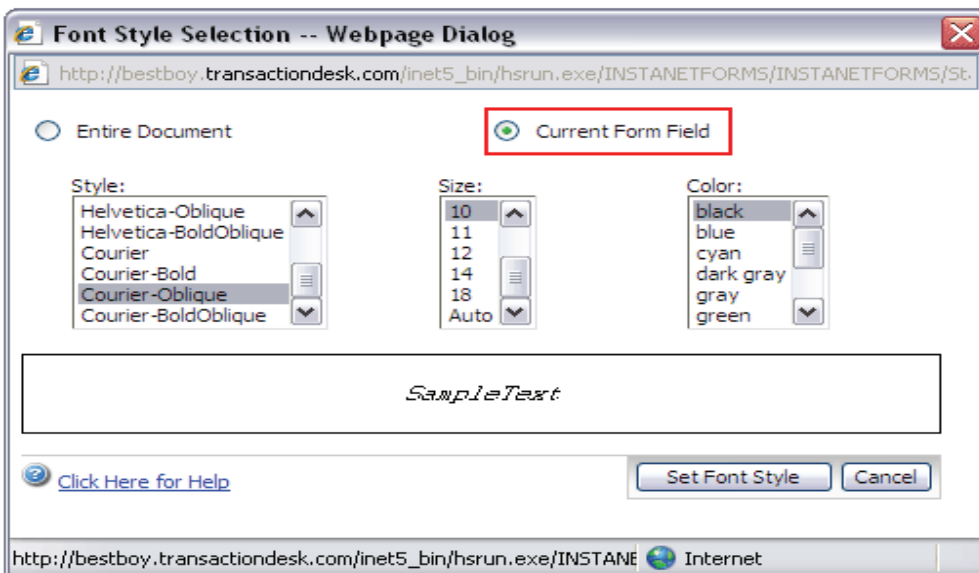 Font Style Selection -- Webpage Dialog
http://bestboy.transactiondesk.com/inet5_bin/hsrun.exe/INSTANETFORMS/INSTANETFORMS/St.
Entire Document
Current Form Field
Style:
Size:
Color:
Helvetica-Oblique
Helvetica-BoldOblique
Courier
Courier-Bold
Courier-Oblique
Courier-BoldOblique
10
11
12
14
18
Auto
black
blue
cyan
dark gray
gray
green
SampleText
Click Here for Help
Set Font Style
Cancel
http://bestboy.transactiondesk.com/inet5_bin/hsrun.exe/INSTANE
Internet